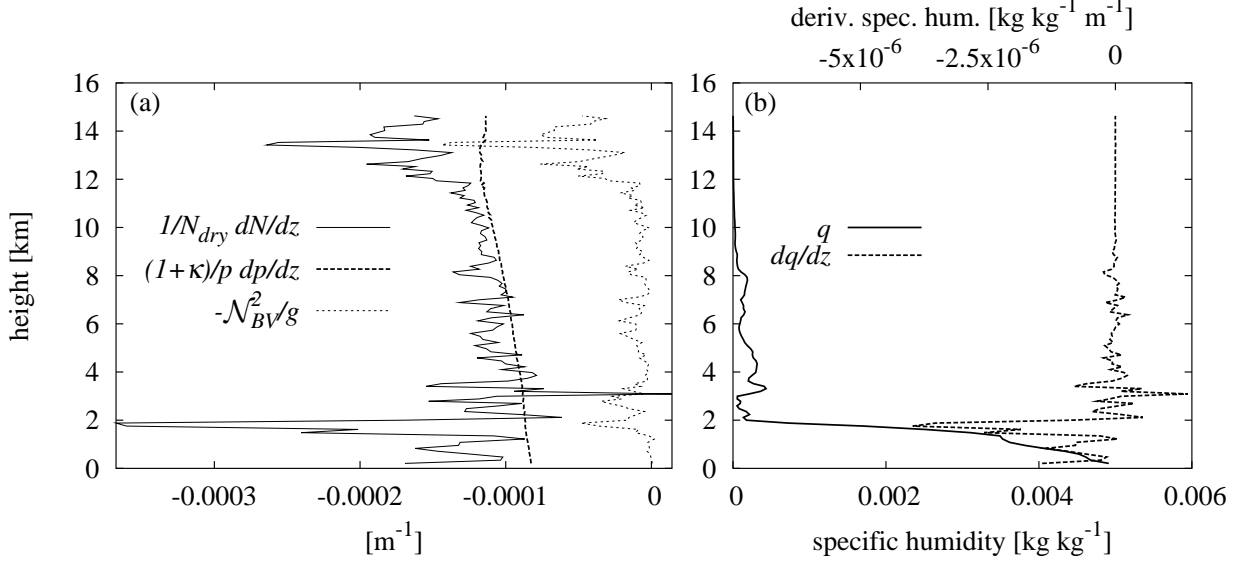 deriv. spec. hum. [kg kg⁻¹ m⁻¹]
-5x10⁻⁶ -2.5x10⁻⁶ 0
(a)
(b)
16
14
12
10
8
6
4
2
0
height [km]
1/N_dry dN/dz
(1+κ)/p dp/dz
-𝒩²_BV/g
-0.0003 -0.0002 -0.0001 0
[m⁻¹]
16
14
12
10
8
6
4
2
0
q
dq/dz
0 0.002 0.004 0.006
specific humidity [kg kg⁻¹]